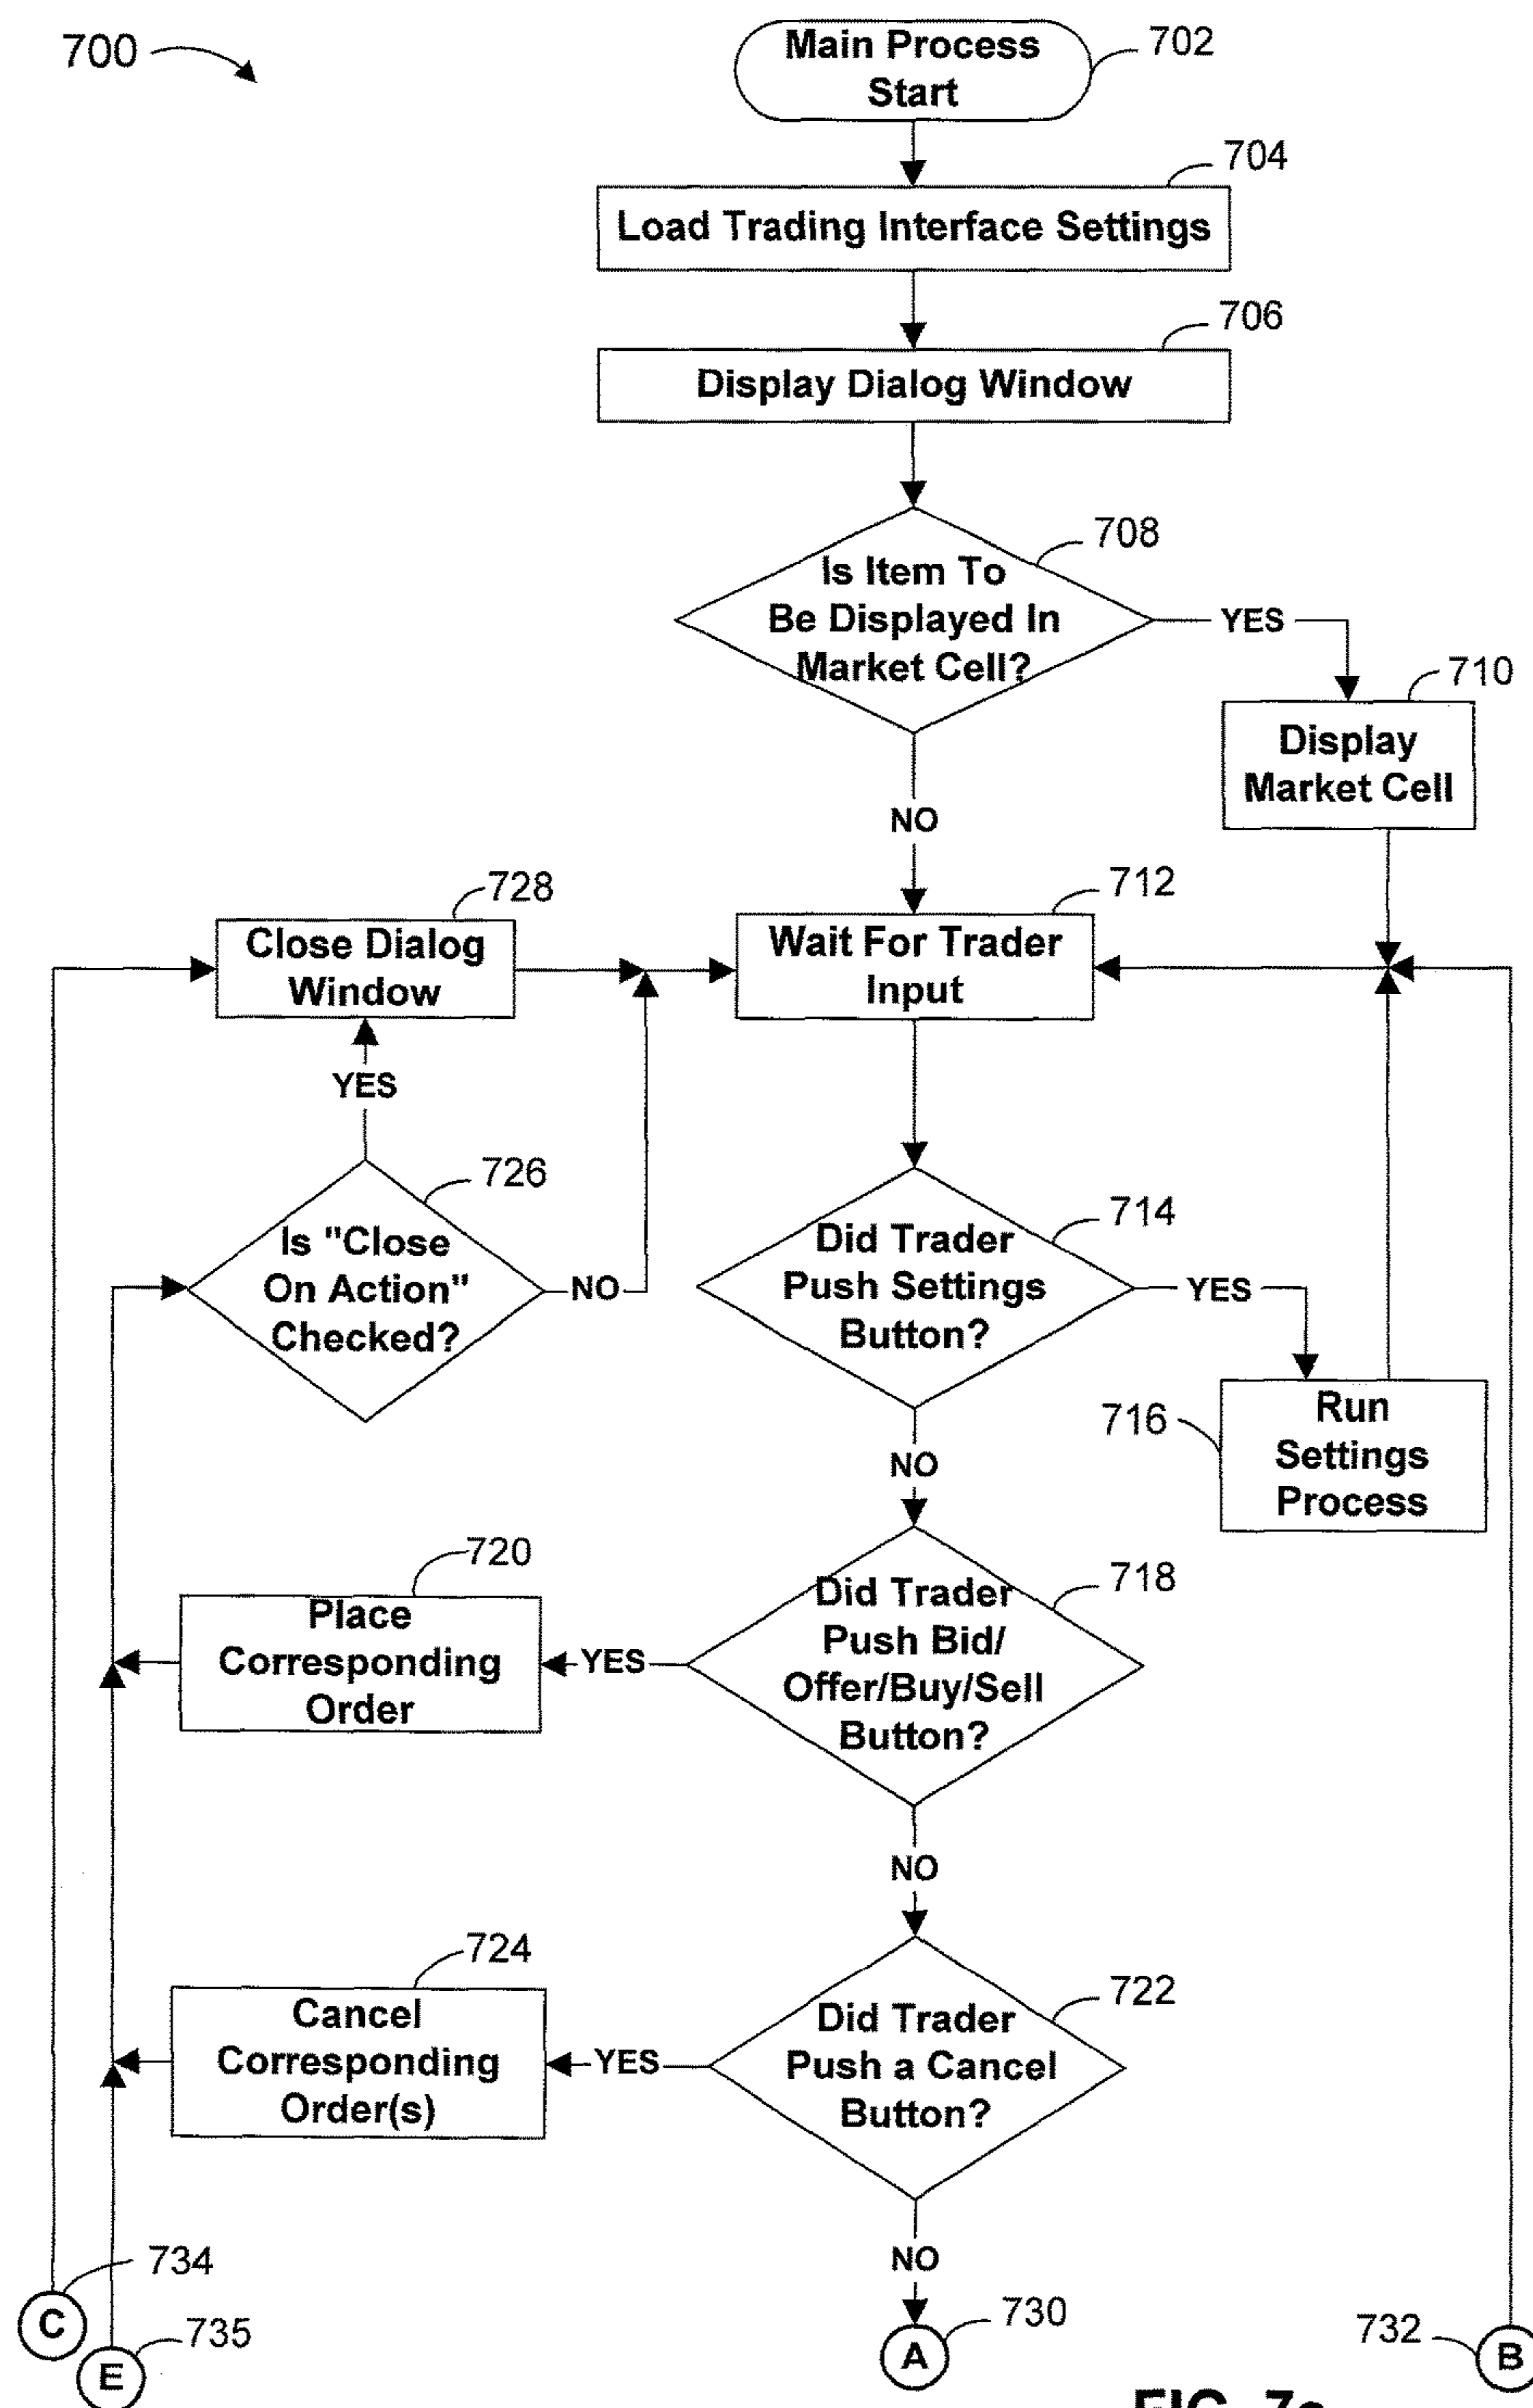 700
Main Process
Start
702
704
Load Trading Interface Settings
706
Display Dialog Window
708
Is Item To
Be Displayed In
Market Cell?
YES
710
Display
Market Cell
NO
728
Close Dialog
Window
712
Wait For Trader
Input
YES
726
Is "Close
On Action"
Checked?
NO
714
Did Trader
Push Settings
Button?
YES
716
Run
Settings
Process
NO
720
Place
Corresponding
Order
YES
718
Did Trader
Push Bid/
Offer/Buy/Sell
Button?
NO
724
Cancel
Corresponding
Order(s)
YES
722
Did Trader
Push a Cancel
Button?
NO
734
C
735
E
730
A
732
B